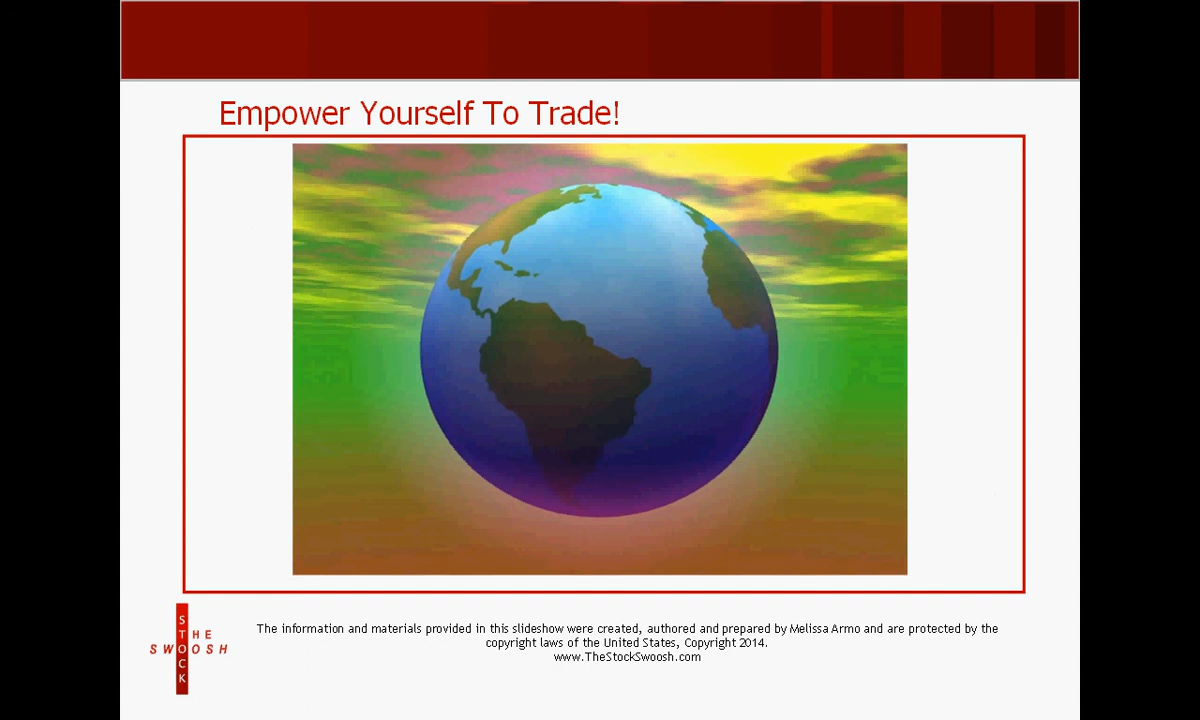 Empower Yourself To Trade!
THE
STOCK
SWOOSH
The information and materials provided in this slideshow were created, authored and prepared by Melissa Armo and are protected by the
copyright laws of the United States, Copyright 2014.
www.TheStockSwoosh.com